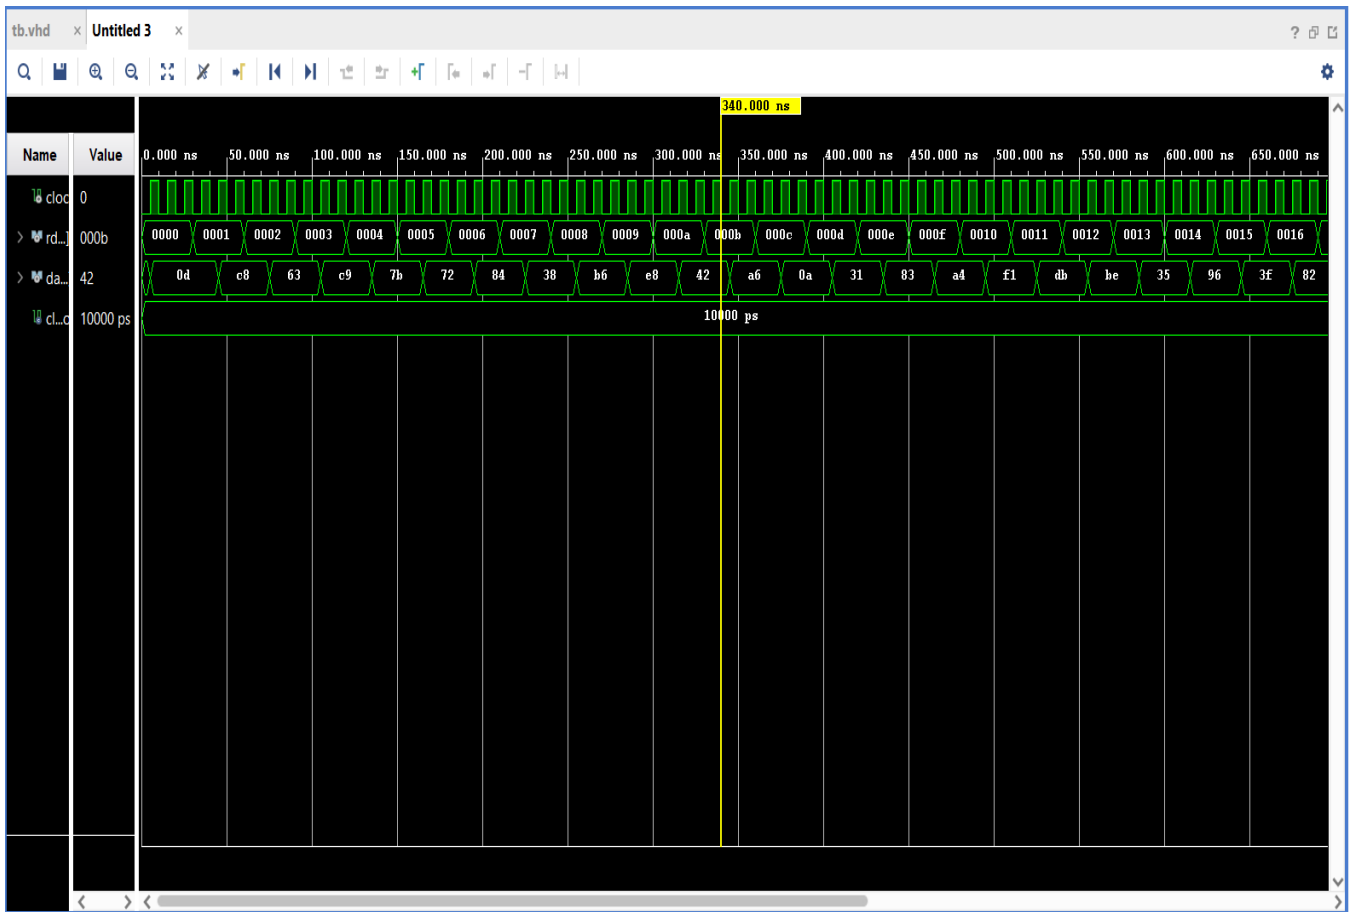 tb.vhd × Untitled 3 ×
?
340.000 ns
Name Value 0.000 ns 50.000 ns 100.000 ns 150.000 ns 200.000 ns 250.000 ns 300.000 ns 350.000 ns 400.000 ns 450.000 ns 500.000 ns 550.000 ns 600.000 ns 650.000 ns
cloc 0
rd...] 000b 0000 0001 0002 0003 0004 0005 0006 0007 0008 0009 000a 000b 000c 000d 000e 000f 0010 0011 0012 0013 0014 0015 0016
da... 42 0d c8 63 c9 7b 72 84 38 b6 e8 42 a6 0a 31 83 a4 f1 db be 35 96 3f 82
cl...o 10000 ps 10000 ps